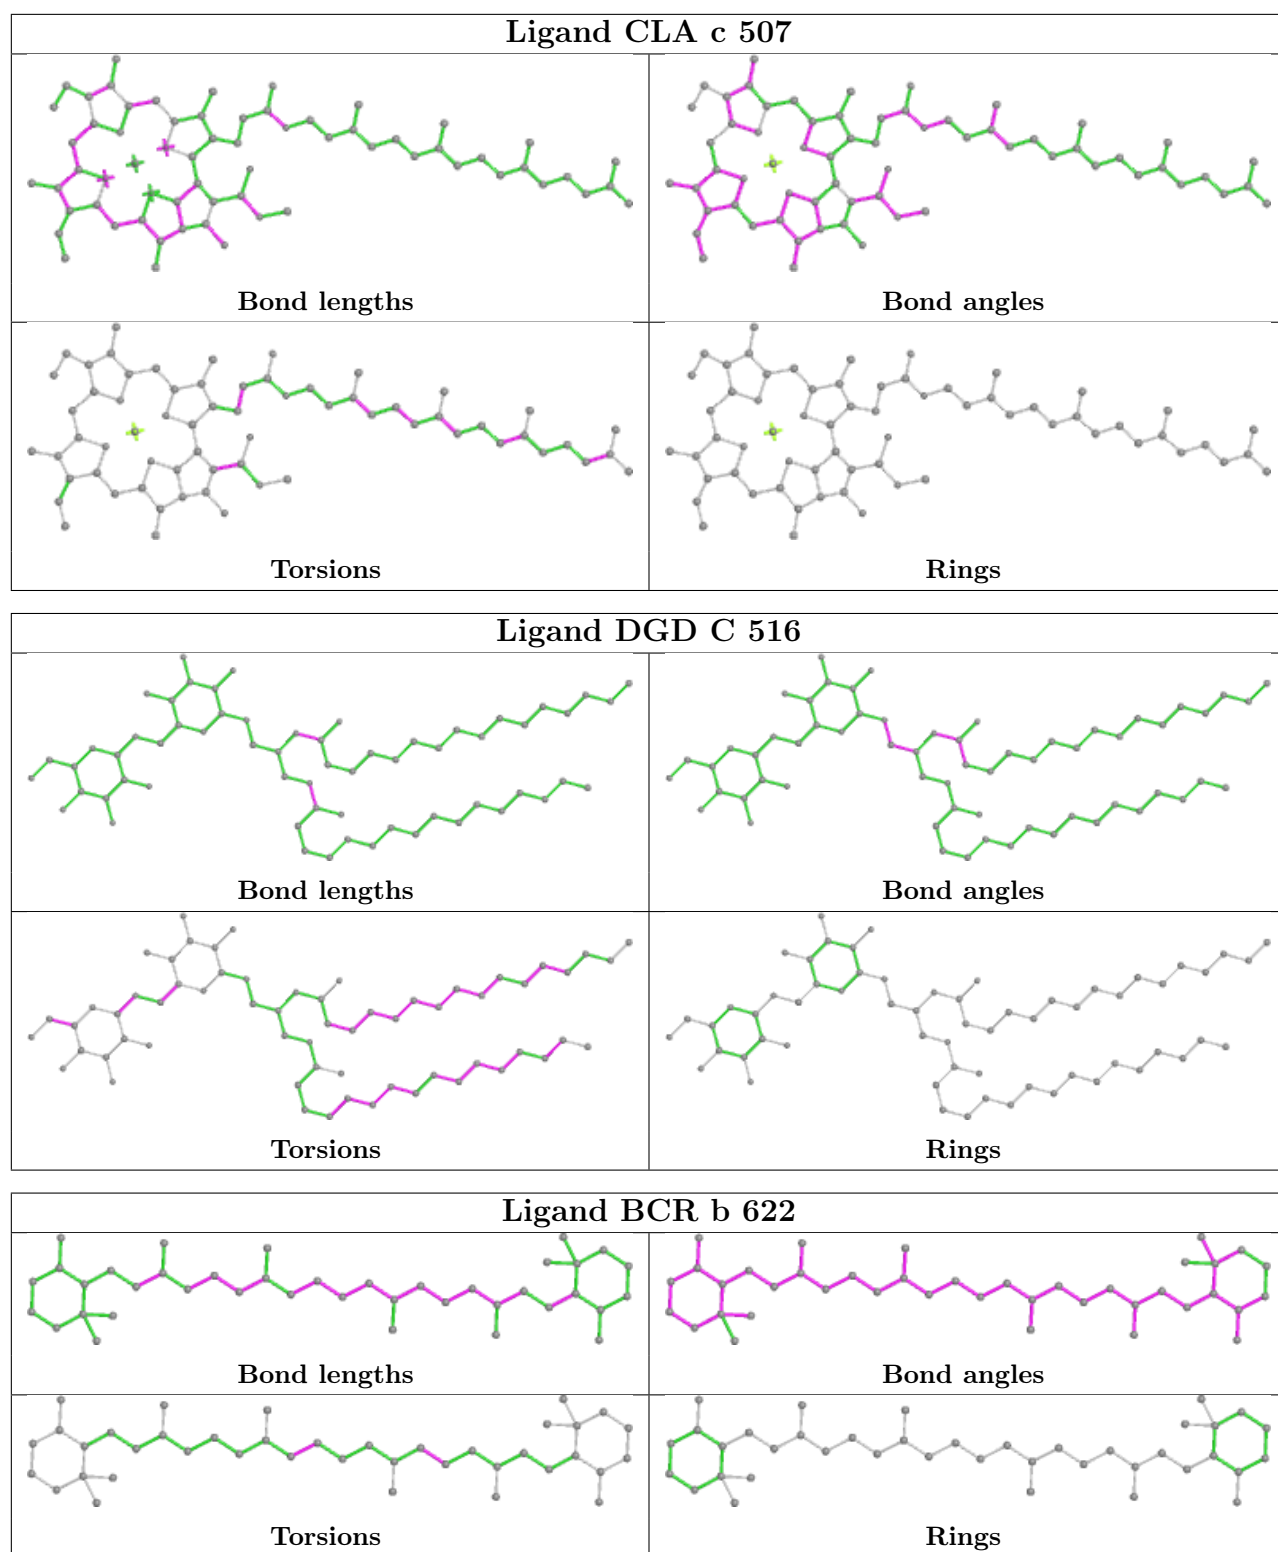 Ligand CLA c 507
Bond lengths
Bond angles
Torsions
Rings
Ligand DGD C 516
Bond lengths
Bond angles
Torsions
Rings
Ligand BCR b 622
Bond lengths
Bond angles
Torsions
Rings